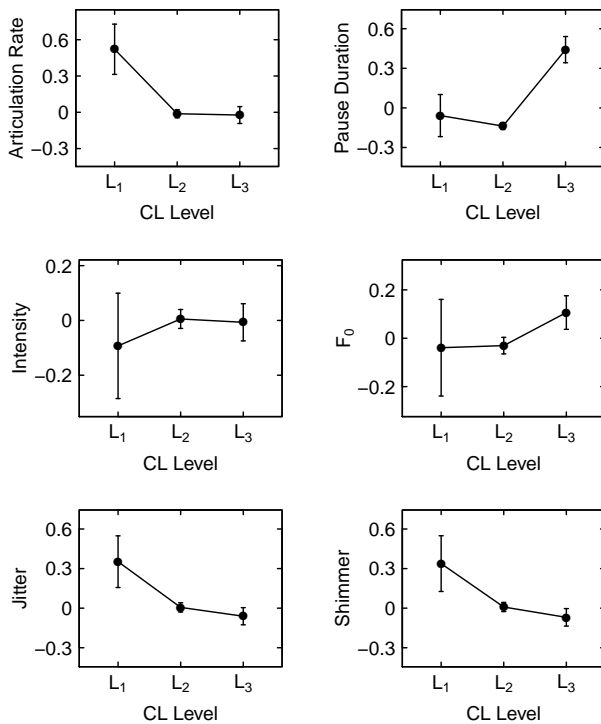 Articulation Rate
0.6
0.3
0
−0.3
L1 L2 L3
CL Level
Pause Duration
0.6
0.3
0
−0.3
L1 L2 L3
CL Level
Intensity
0.2
0
−0.2
L1 L2 L3
CL Level
F0
0.2
0
−0.2
L1 L2 L3
CL Level
Jitter
0.6
0.3
0
−0.3
L1 L2 L3
CL Level
Shimmer
0.6
0.3
0
−0.3
L1 L2 L3
CL Level